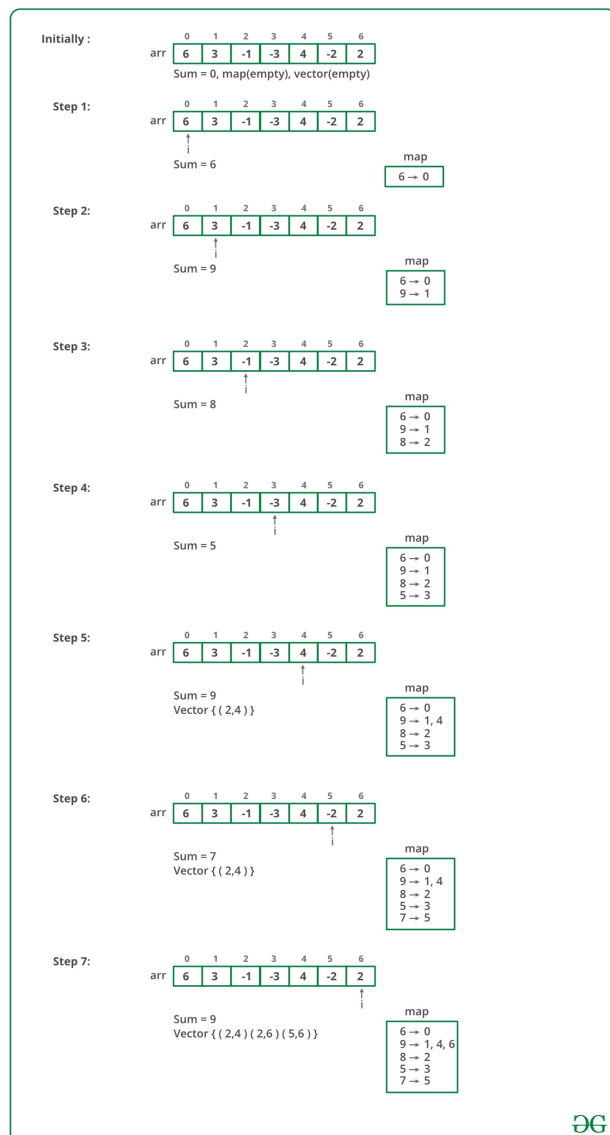 Initially :
0 1 2 3 4 5 6
arr 6 3 -1 -3 4 -2 2
Sum = 0, map(empty), vector(empty)
Step 1:
0 1 2 3 4 5 6
arr 6 3 -1 -3 4 -2 2
i
Sum = 6
map
6 → 0
Step 2:
0 1 2 3 4 5 6
arr 6 3 -1 -3 4 -2 2
i
Sum = 9
map
6 → 0
9 → 1
Step 3:
0 1 2 3 4 5 6
arr 6 3 -1 -3 4 -2 2
i
Sum = 8
map
6 → 0
9 → 1
8 → 2
Step 4:
0 1 2 3 4 5 6
arr 6 3 -1 -3 4 -2 2
i
Sum = 5
map
6 → 0
9 → 1
8 → 2
5 → 3
Step 5:
0 1 2 3 4 5 6
arr 6 3 -1 -3 4 -2 2
i
Sum = 9
Vector { ( 2,4 ) }
map
6 → 0
9 → 1, 4
8 → 2
5 → 3
Step 6:
0 1 2 3 4 5 6
arr 6 3 -1 -3 4 -2 2
i
Sum = 7
Vector { ( 2,4 ) }
map
6 → 0
9 → 1, 4
8 → 2
5 → 3
7 → 5
Step 7:
0 1 2 3 4 5 6
arr 6 3 -1 -3 4 -2 2
i
Sum = 9
Vector { ( 2,4 ) ( 2,6 ) ( 5,6 ) }
map
6 → 0
9 → 1, 4, 6
8 → 2
5 → 3
7 → 5